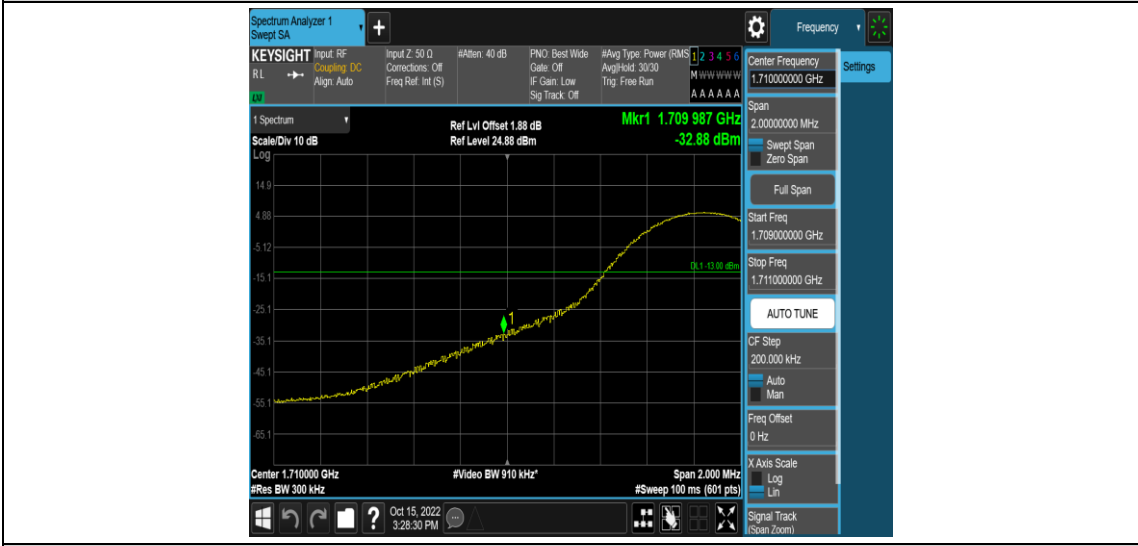 Spectrum Analyzer 1
Swept SA
+
Frequency
KEYSIGHT
RL
Input: RF
Coupling: DC
Align: Auto
Input Z: 50 Ω
Corrections: Off
Freq Ref: Int (S)
#Atten: 40 dB
PNO: Best Wide
Gate: Off
IF Gain: Low
Sig Track: Off
#Avg Type: Power (RMS
Avg|Hold: 30/30
Trig: Free Run
1 2 3 4 5 6
M W W W W W
A A A A A A
1 Spectrum
Scale/Div 10 dB
Log
Ref Lvl Offset 1.88 dB
Ref Level 24.88 dBm
Mkr1 1.709 987 GHz
-32.88 dBm
14.9
4.88
-5.12
-15.1
-25.1
-35.1
-45.1
-55.1
-65.1
DL1 -13.00 dBm
1
Center 1.710000 GHz
#Res BW 300 kHz
#Video BW 910 kHz*
Span 2.000 MHz
#Sweep 100 ms (601 pts)
?
Oct 15, 2022
3:28:30 PM
Center Frequency
1.710000000 GHz
Settings
Span
2.00000000 MHz
Swept Span
Zero Span
Full Span
Start Freq
1.709000000 GHz
Stop Freq
1.711000000 GHz
AUTO TUNE
CF Step
200.000 kHz
Auto
Man
Freq Offset
0 Hz
X Axis Scale
Log
Lin
Signal Track
(Span Zoom)